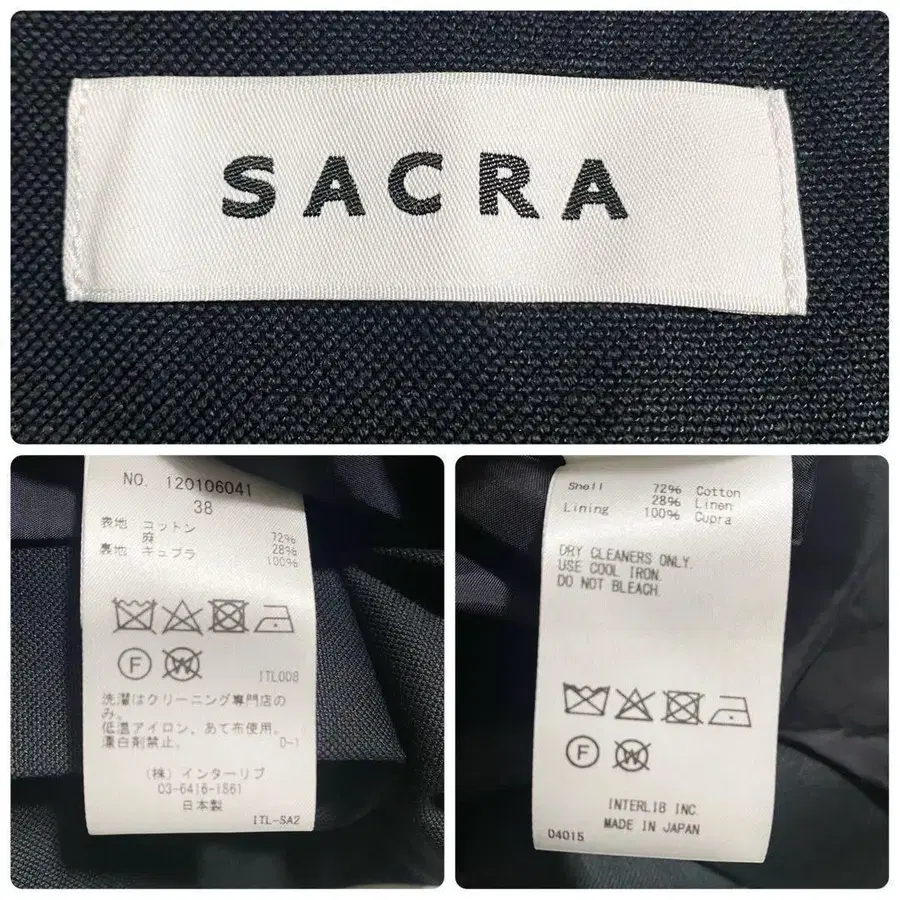 SACRA
NO. 120106041
38
表地 コットン 72%
麻 28%
裏地 キュプラ 100%
F W
ITL008
洗濯はクリーニング専門店の
み。
低温アイロン、あて布使用。
漂白剤禁止。 D-1
(株) インターリブ
03-6416-1861
日本製
ITL-SA2
Shell 72% Cotton
28% Linen
Lining 100% Cupra
DRY CLEANERS ONLY.
USE COOL IRON.
DO NOT BLEACH.
F W
INTERLIB INC.
MADE IN JAPAN
04015